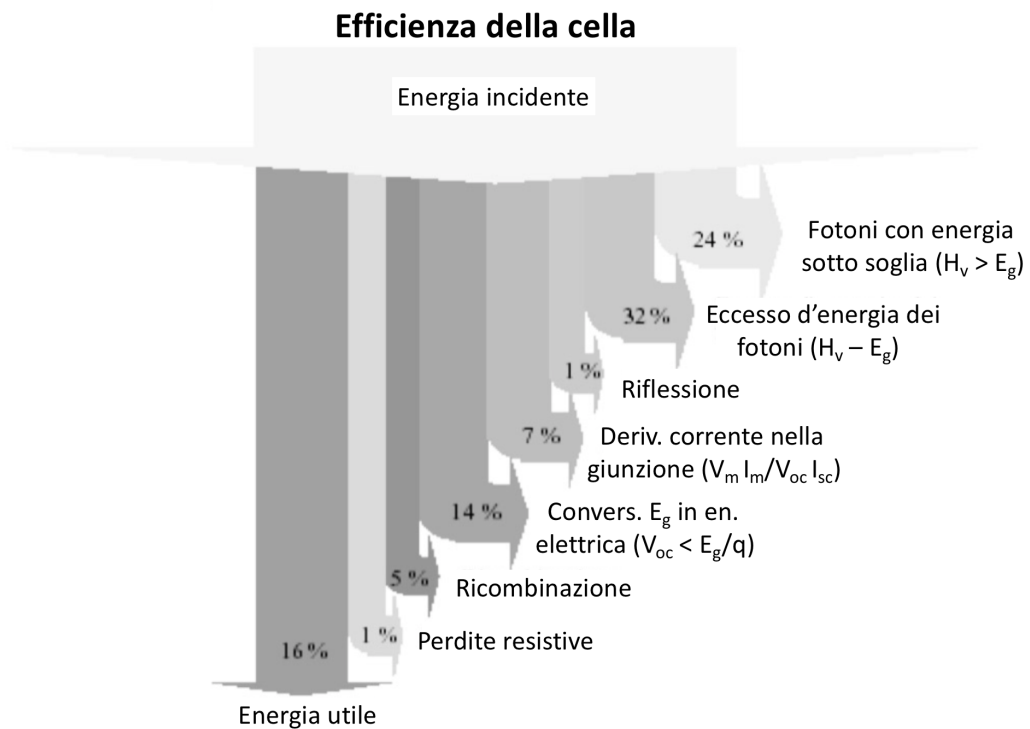 Efficienza della cella
Energia incidente
24 %
Fotoni con energia
sotto soglia (Hv > Eg)
32 %
Eccesso d’energia dei
fotoni (Hv – Eg)
1 %
Riflessione
7 %
Deriv. corrente nella
giunzione (Vm Im/Voc Isc)
14 %
Convers. Eg in en.
elettrica (Voc < Eg/q)
5 %
Ricombinazione
1 %
Perdite resistive
16 %
Energia utile